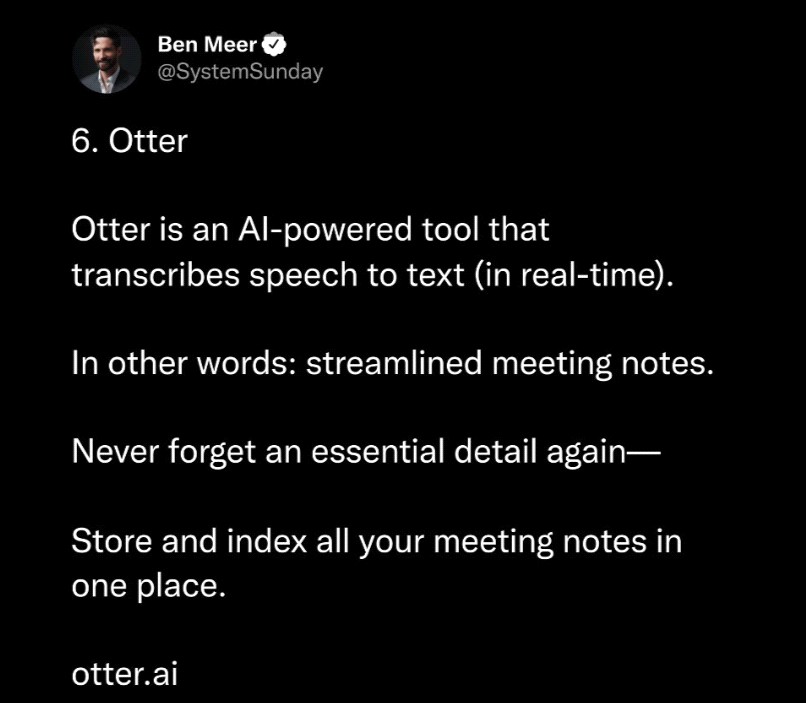 Ben Meer
@SystemSunday
6. Otter
Otter is an AI-powered tool that
transcribes speech to text (in real-time).
In other words: streamlined meeting notes.
Never forget an essential detail again—
Store and index all your meeting notes in
one place.
otter.ai